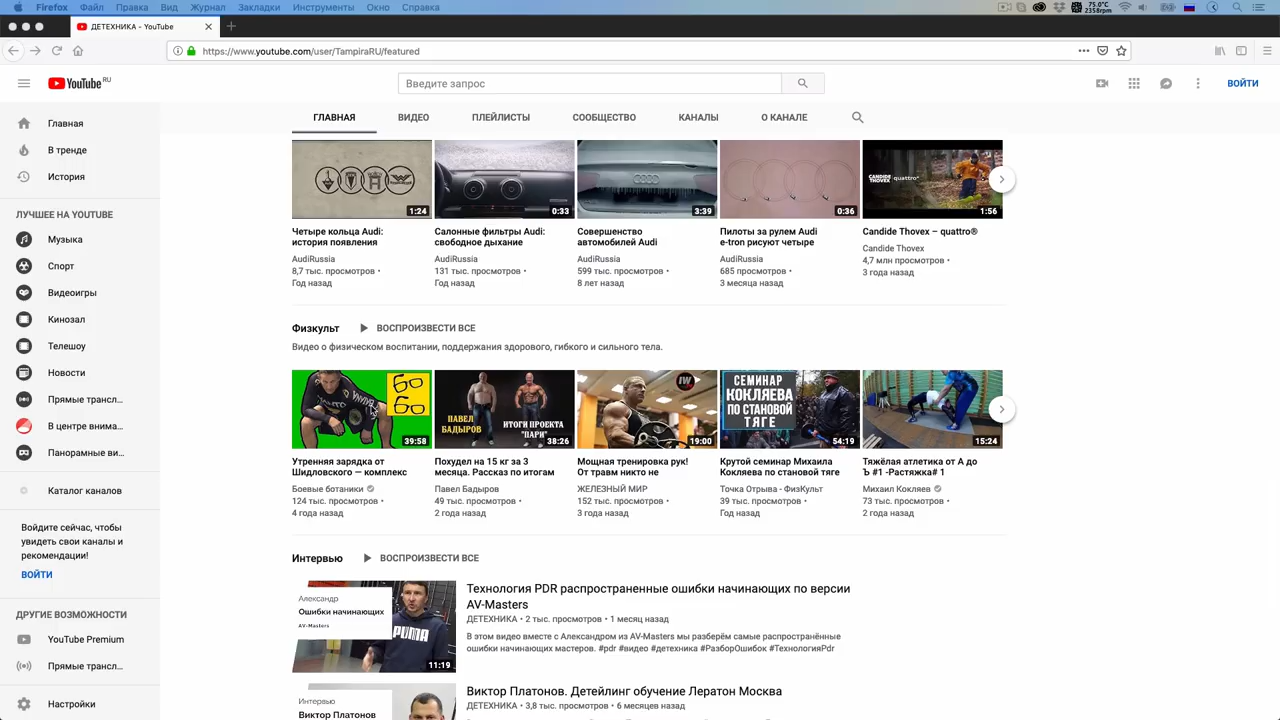 Firefox Файл Правка Вид Журнал Закладки Инструменты Окно Справка
75.0°C
2358rpm
ДЕТЕХНИКА - YouTube
https://www.youtube.com/user/TampiraRU/featured
YouTube RU
Введите запрос
ВОЙТИ
Главная
В тренде
История
ЛУЧШЕЕ НА YOUTUBE
Музыка
Спорт
Видеоигры
Кинозал
Телешоу
Новости
Прямые трансл...
В центре внима...
Панорамные ви...
Каталог каналов
Войдите сейчас, чтобы
увидеть свои каналы и
рекомендации!
ВОЙТИ
ДРУГИЕ ВОЗМОЖНОСТИ
YouTube Premium
Прямые трансл...
Настройки
ГЛАВНАЯ ВИДЕО ПЛЕЙЛИСТЫ СООБЩЕСТВО КАНАЛЫ О КАНАЛЕ
1:24
Четыре кольца Audi:
история появления
AudiRussia
8,7 тыс. просмотров •
Год назад
0:33
Салонные фильтры Audi:
свободное дыхание
AudiRussia
131 тыс. просмотров •
Год назад
3:39
Совершенство
автомобилей Audi
AudiRussia
599 тыс. просмотров •
8 лет назад
0:36
Пилоты за рулем Audi
e-tron рисуют четыре
AudiRussia
685 просмотров •
3 месяца назад
CANDIDE
THOVEX quattro®
1:56
Candide Thovex – quattro®
Candide Thovex
4,7 млн просмотров •
3 года назад
Физкульт ВОСПРОИЗВЕСТИ ВСЕ
Видео о физическом воспитании, поддержания здорового, гибкого и сильного тела.
БО
БО
39:58
Утренняя зарядка от
Шидловского — комплекс
Боевые ботаники
124 тыс. просмотров •
4 года назад
ПАВЕЛ
БАДЫРОВ
ИТОГИ ПРОЕКТА
"ПАРИ"
38:26
Похудел на 15 кг за 3
месяца. Рассказ по итогам
Павел Бадыров
49 тыс. просмотров •
2 года назад
IW
19:00
Мощная тренировка рук!
От травм никто не
ЖЕЛЕЗНЫЙ МИР
152 тыс. просмотров •
3 года назад
СЕМИНАР
КОКЛЯЕВА
ПО СТАНОВОЙ
ТЯГЕ
54:19
Крутой семинар Михаила
Кокляева по становой тяге
Точка Отрыва - ФизКульт
39 тыс. просмотров •
Год назад
15:24
Тяжёлая атлетика от А до
Ъ #1 -Растяжка# 1
Михаил Кокляев
73 тыс. просмотров •
2 года назад
Интервью ВОСПРОИЗВЕСТИ ВСЕ
Александр
Ошибки начинающих
AV-Masters
PUMA
11:19
Технология PDR распространенные ошибки начинающих по версии
AV-Masters
ДЕТЕХНИКА • 2 тыс. просмотров • 1 месяц назад
В этом видео вместе с Александром из AV-Masters мы разберём самые распространённые
ошибки начинающих мастеров. #pdr #видео #детехника #РазборОшибок #ТехнологияPdr
Интервью
Виктор Платонов
Виктор Платонов. Детейлинг обучение Лератон Москва
ДЕТЕХНИКА • 3,8 тыс. просмотров • 6 месяцев назад